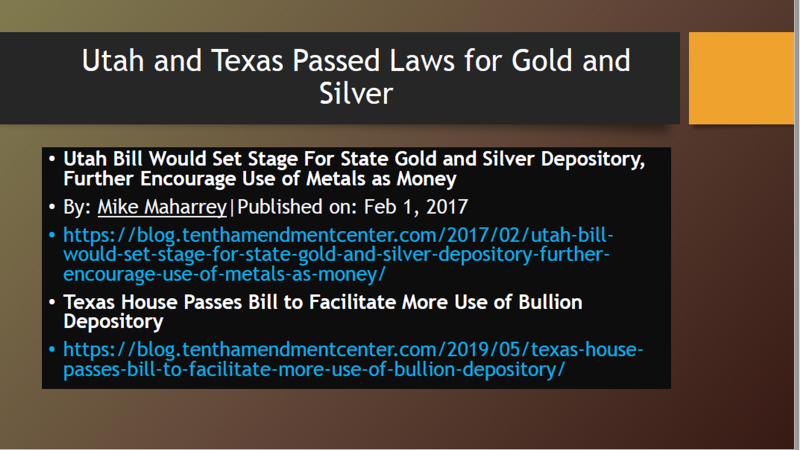 Utah and Texas Passed Laws for Gold and
Silver
• Utah Bill Would Set Stage For State Gold and Silver Depository,
Further Encourage Use of Metals as Money
• By: Mike Maharrey|Published on: Feb 1, 2017
• https://blog.tenthamendmentcenter.com/2017/02/utah-bill-
would-set-stage-for-state-gold-and-silver-depository-further-
encourage-use-of-metals-as-money/
• Texas House Passes Bill to Facilitate More Use of Bullion
Depository
• https://blog.tenthamendmentcenter.com/2019/05/texas-house-
passes-bill-to-facilitate-more-use-of-bullion-depository/